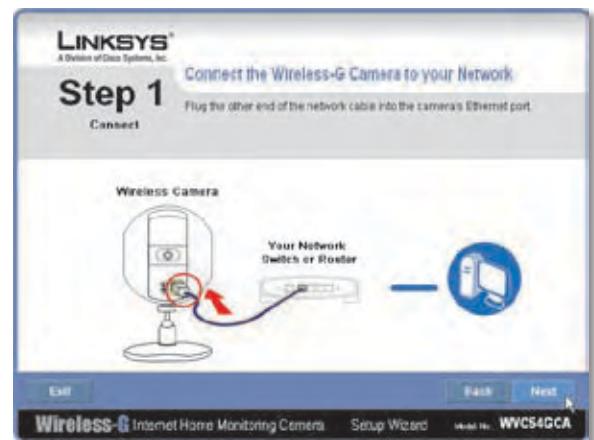 LINKSYS®
A Division of Cisco Systems, Inc.
Step 1
Connect
Connect the Wireless-G Camera to your Network
Plug the other end of the network cable into the camera's Ethernet port.
Wireless Camera
Your Network
Switch or Router
Exit
Back
Next
Wireless-G Internet Home Monitoring Camera Setup Wizard Model No. WVC54GCA